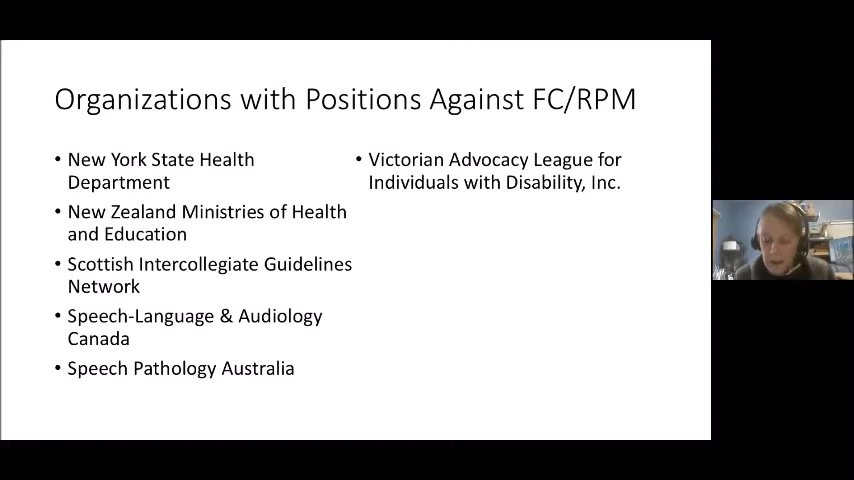 Organizations with Positions Against FC/RPM
• New York State Health
Department
• New Zealand Ministries of Health
and Education
• Scottish Intercollegiate Guidelines
Network
• Speech-Language & Audiology
Canada
• Speech Pathology Australia
• Victorian Advocacy League for
Individuals with Disability, Inc.